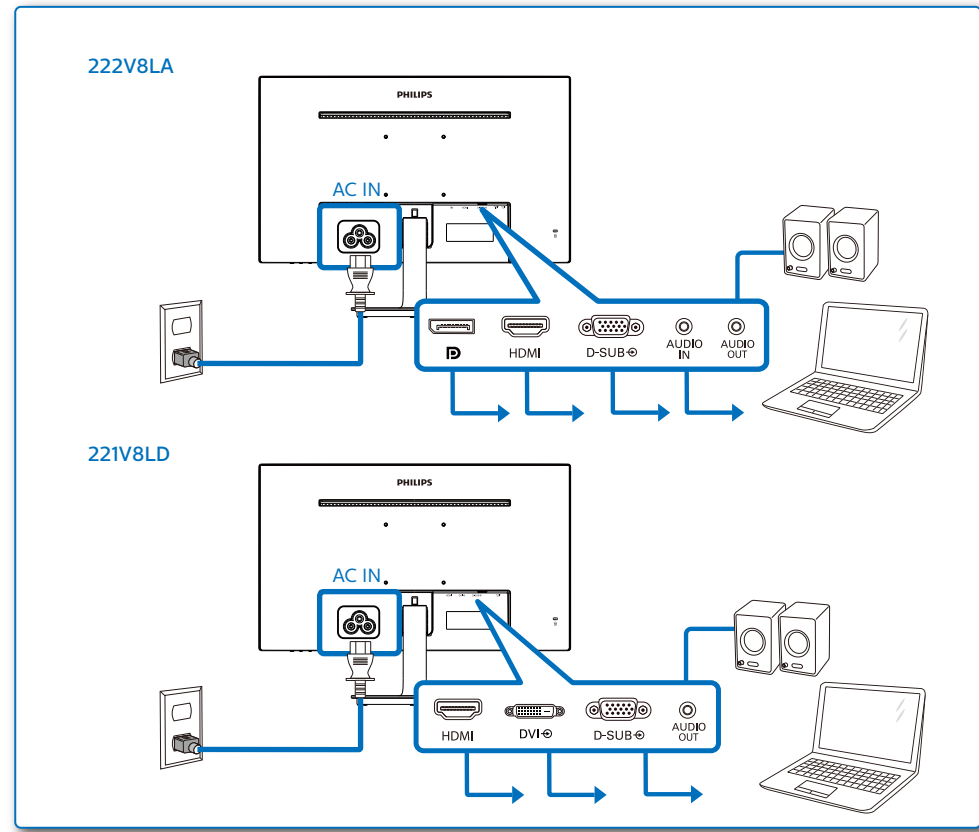 222V8LA
PHILIPS
AC IN
HDMI
D-SUB
AUDIO
IN
AUDIO
OUT
221V8LD
PHILIPS
AC IN
HDMI
DVI
D-SUB
AUDIO
OUT